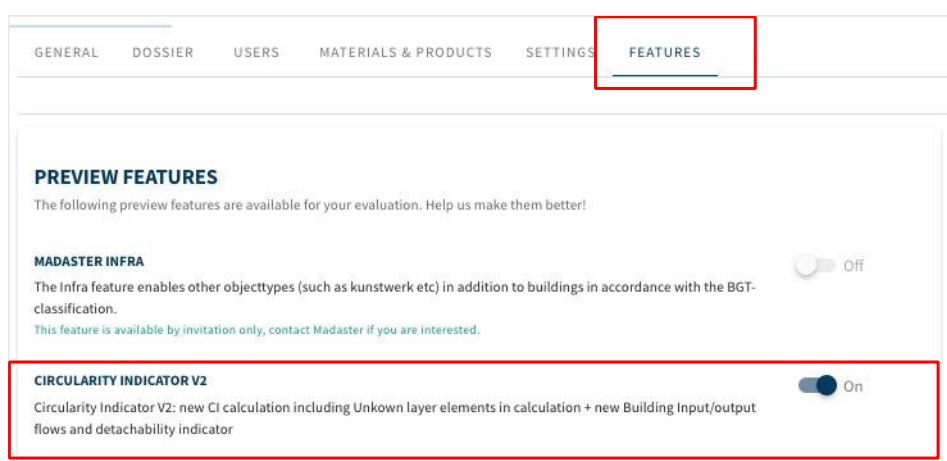 GENERAL DOSSIER USERS MATERIALS & PRODUCTS SETTINGS FEATURES
PREVIEW FEATURES
The following preview features are available for your evaluation. Help us make them better!
MADASTER INFRA
Off
The Infra feature enables other objecttypes (such as kunstwerk etc) in addition to buildings in accordance with the BGT-
classification.
This feature is available by invitation only, contact Madaster if you are interested.
CIRCULARITY INDICATOR V2
On
Circularity Indicator V2: new CI calculation including Unkown layer elements in calculation + new Building Input/output
flows and detachability indicator